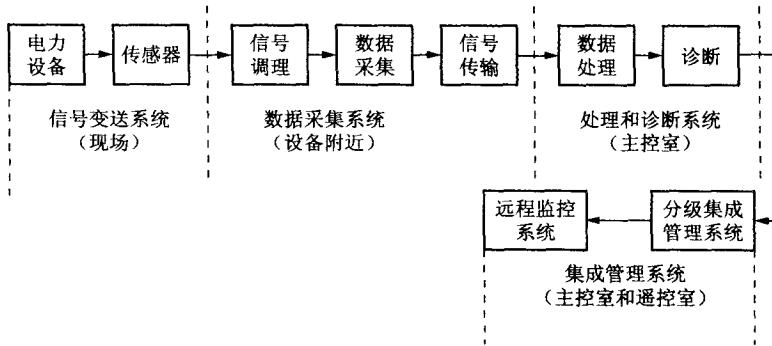 电力
设备
传感器
信号
调理
数据
采集
信号
传输
数据
处理
诊断
信号变送系统
（现场）
数据采集系统
（设备附近）
处理和诊断系统
（主控室）
远程监控
系统
分级集成
管理系统
集成管理系统
（主控室和遥控室）